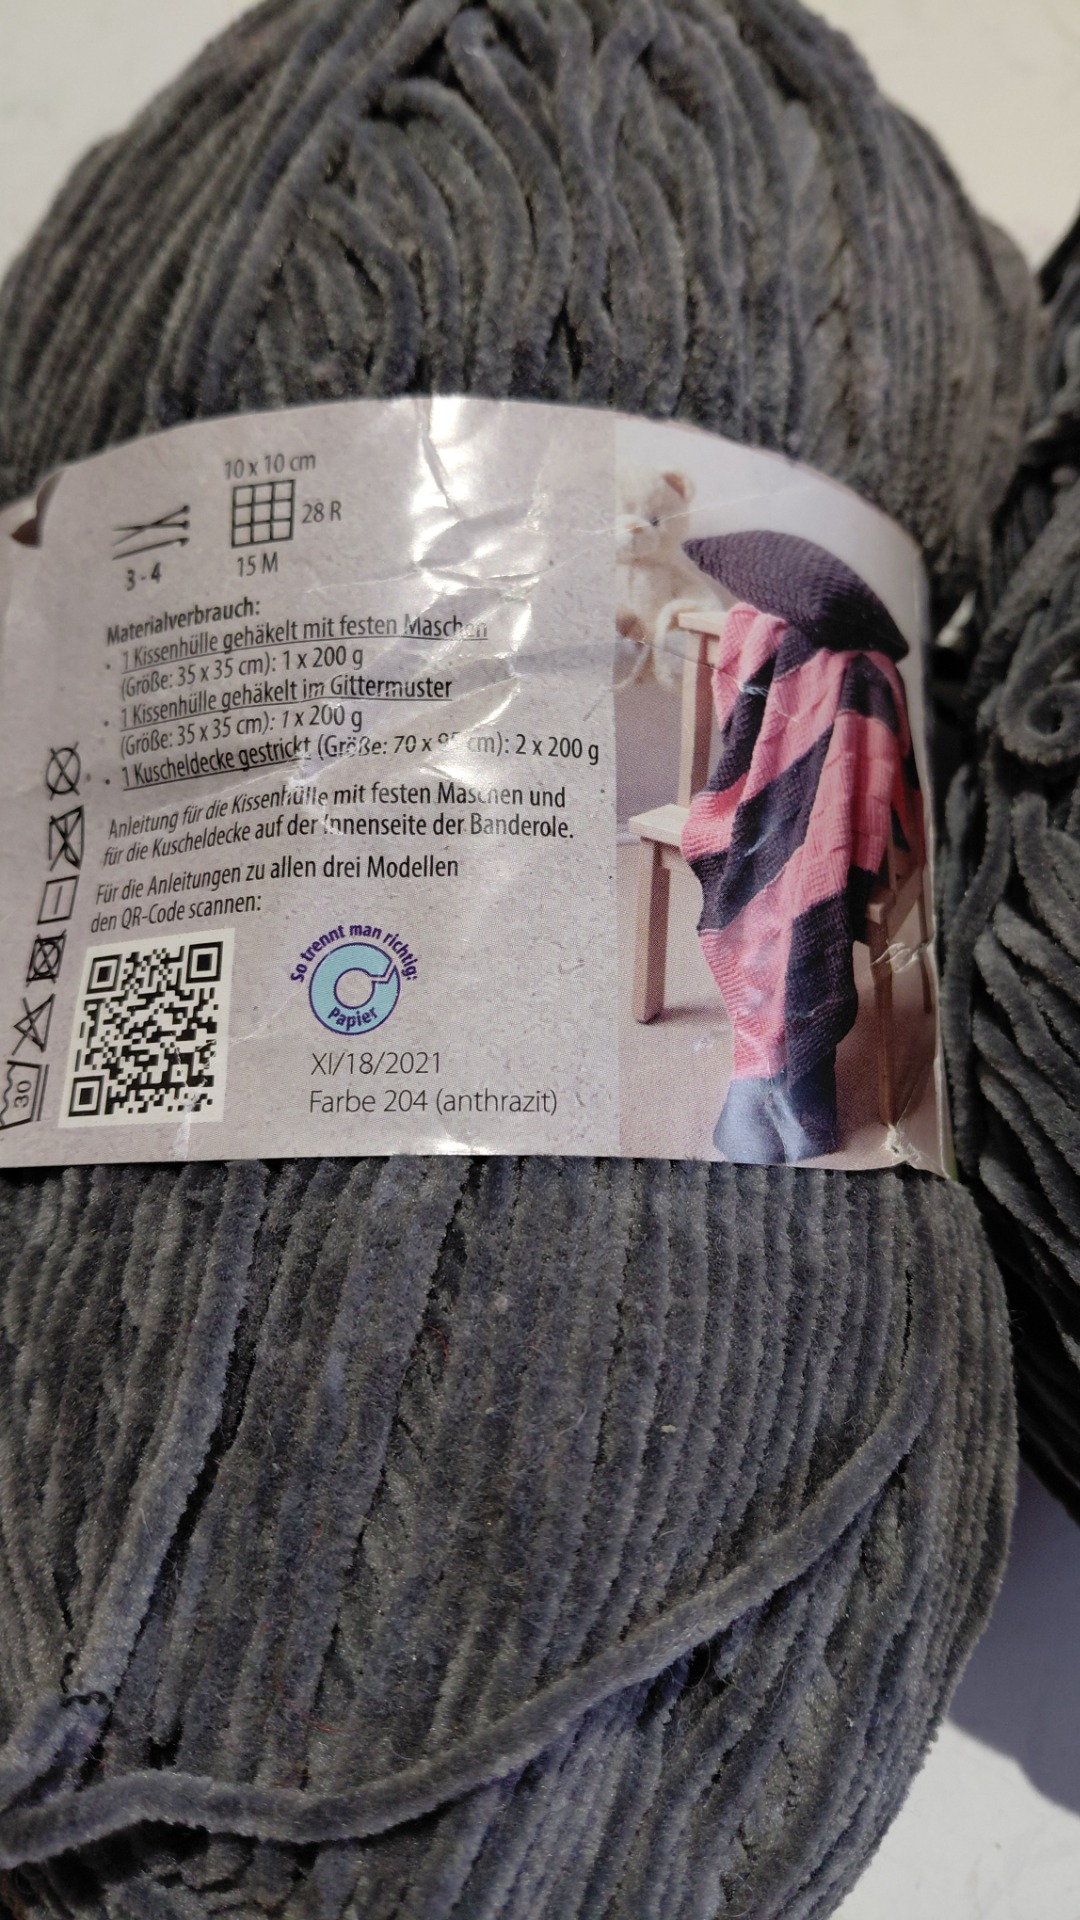 10 x 10 cm
28 R
3 - 4
15 M
Materialverbrauch:
· 1 Kissenhülle gehäkelt mit festen Maschen
(Größe: 35 x 35 cm): 1 x 200 g
· 1 Kissenhülle gehäkelt im Gittermuster
(Größe: 35 x 35 cm): 1 x 200 g
· 1 Kuscheldecke gestrickt (Größe: 70 x cm): 2 x 200 g
Anleitung für die Kissenhülle mit festen Maschen und
für die Kuscheldecke auf der Innenseite der Banderole.
Für die Anleitungen zu allen drei Modellen
den QR-Code scannen:
So trennt man richtig:
Papier
30
XI/18/2021
Farbe 204 (anthrazit)